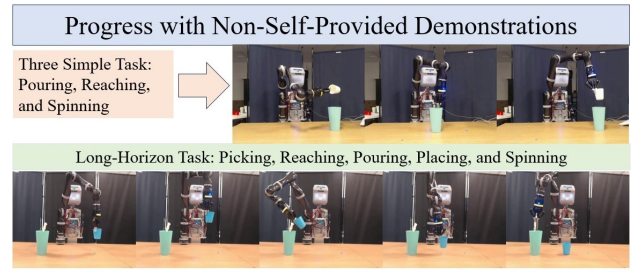 Progress with Non-Self-Provided Demonstrations
Three Simple Task:
Pouring, Reaching,
and Spinning
Long-Horizon Task: Picking, Reaching, Pouring, Placing, and Spinning